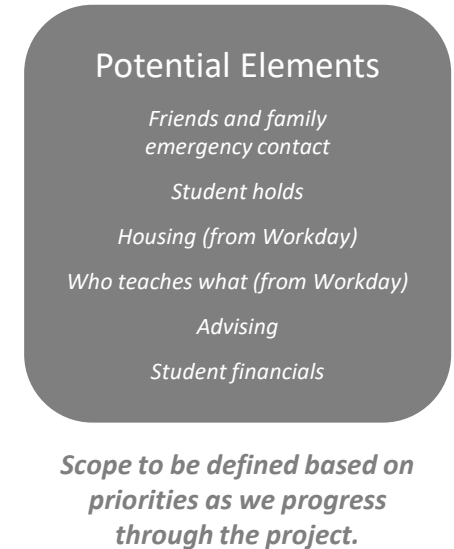 Potential Elements
Friends and family
emergency contact
Student holds
Housing (from Workday)
Who teaches what (from Workday)
Advising
Student financials
Scope to be defined based on
priorities as we progress
through the project.